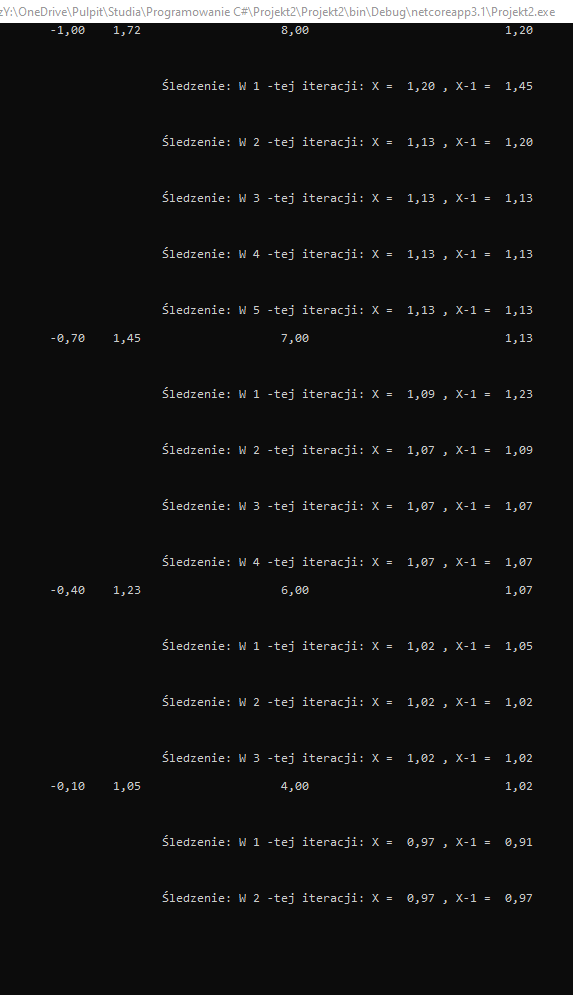 zY:\OneDrive\Pulpit\Studia\Programowanie C#\Projekt2\Projekt2\bin\Debug\netcoreapp3.1\Projekt2.exe
-1,00 1,72 8,00 1,20
Śledzenie: W 1 -tej iteracji: X = 1,20 , X-1 = 1,45
Śledzenie: W 2 -tej iteracji: X = 1,13 , X-1 = 1,20
Śledzenie: W 3 -tej iteracji: X = 1,13 , X-1 = 1,13
Śledzenie: W 4 -tej iteracji: X = 1,13 , X-1 = 1,13
Śledzenie: W 5 -tej iteracji: X = 1,13 , X-1 = 1,13
-0,70 1,45 7,00 1,13
Śledzenie: W 1 -tej iteracji: X = 1,09 , X-1 = 1,23
Śledzenie: W 2 -tej iteracji: X = 1,07 , X-1 = 1,09
Śledzenie: W 3 -tej iteracji: X = 1,07 , X-1 = 1,07
Śledzenie: W 4 -tej iteracji: X = 1,07 , X-1 = 1,07
-0,40 1,23 6,00 1,07
Śledzenie: W 1 -tej iteracji: X = 1,02 , X-1 = 1,05
Śledzenie: W 2 -tej iteracji: X = 1,02 , X-1 = 1,02
Śledzenie: W 3 -tej iteracji: X = 1,02 , X-1 = 1,02
-0,10 1,05 4,00 1,02
Śledzenie: W 1 -tej iteracji: X = 0,97 , X-1 = 0,91
Śledzenie: W 2 -tej iteracji: X = 0,97 , X-1 = 0,97